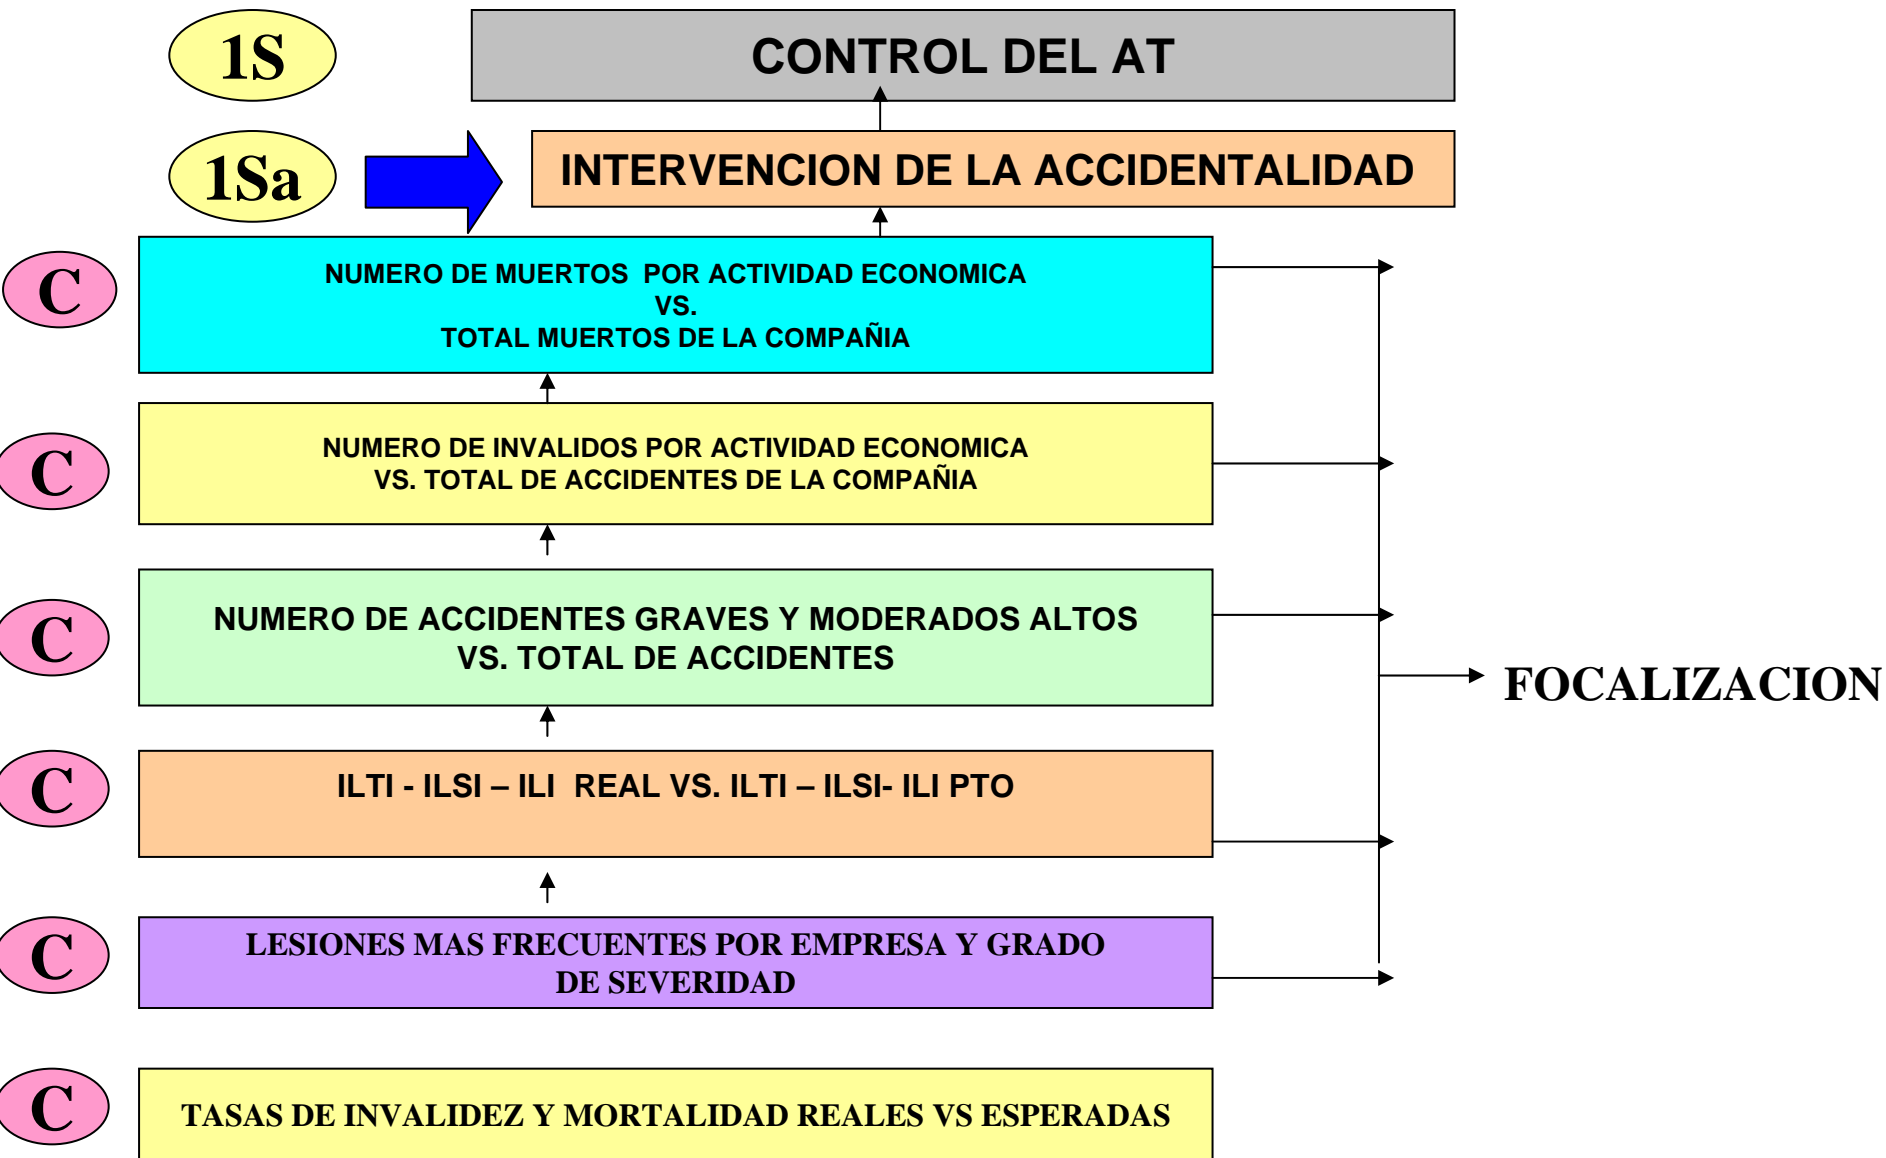 1S
CONTROL DEL AT
1Sa
INTERVENCION DE LA ACCIDENTALIDAD
C
NUMERO DE MUERTOS POR ACTIVIDAD ECONOMICA
VS.
TOTAL MUERTOS DE LA COMPAÑIA
C
NUMERO DE INVALIDOS POR ACTIVIDAD ECONOMICA
VS. TOTAL DE ACCIDENTES DE LA COMPAÑIA
C
NUMERO DE ACCIDENTES GRAVES Y MODERADOS ALTOS
VS. TOTAL DE ACCIDENTES
FOCALIZACION
C
ILTI - ILSI – ILI REAL VS. ILTI – ILSI- ILI PTO
C
LESIONES MAS FRECUENTES POR EMPRESA Y GRADO
DE SEVERIDAD
C
TASAS DE INVALIDEZ Y MORTALIDAD REALES VS ESPERADAS